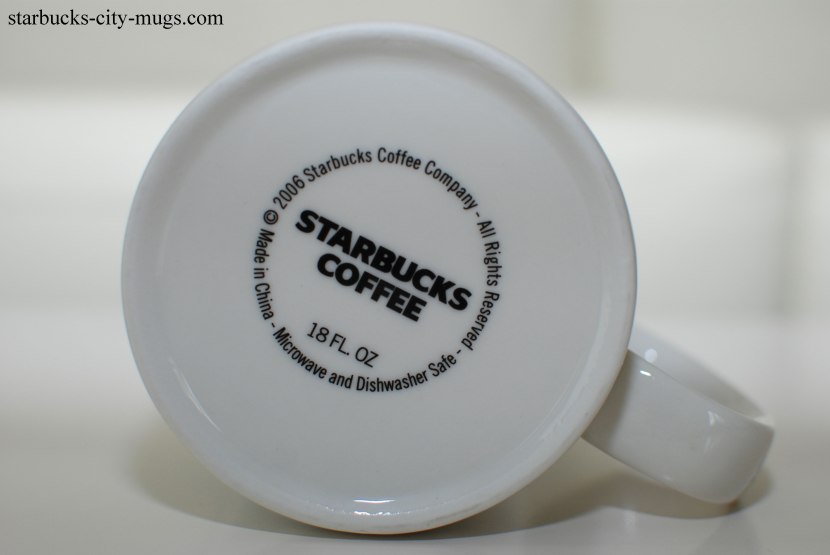 starbucks-city-mugs.com
© 2006 Starbucks Coffee Company - All Rights Reserved -
Made in China - Microwave and Dishwasher Safe -
STARBUCKS
COFFEE
18 FL. OZ